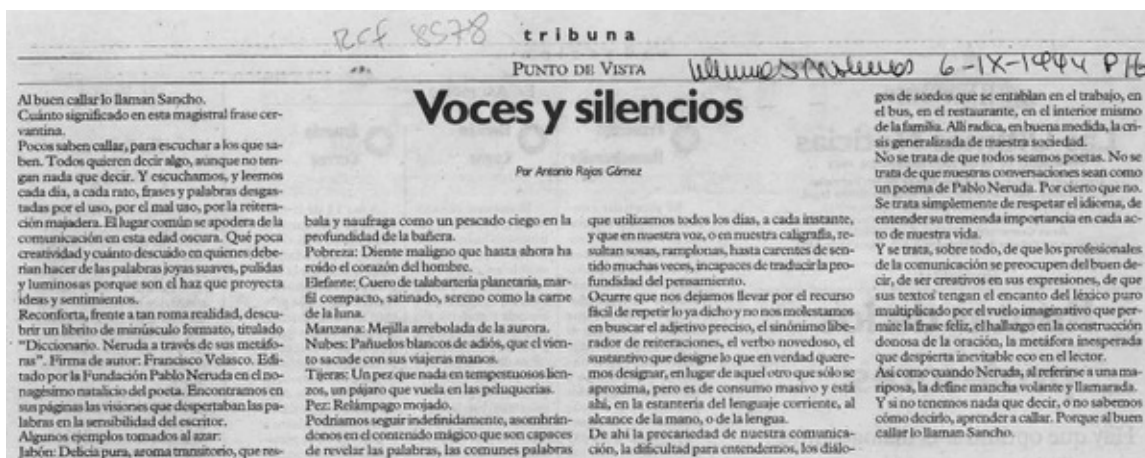 Rcf 8578
tribuna
PUNTO DE VISTA
6-IX-1994
Voces y silencios
Por Antonio Rojas Gómez
Al buen callar lo llaman Sancho.
Cuánto significado en esta magistral frase cer-
vantina.
Pocos saben callar, para escuchar a los que sa-
ben. Todos quieren decir algo, aunque no ten-
gan nada que decir. Y escuchamos, y leemos
cada día, a cada rato, frases y palabras desgas-
tadas por el uso, por el mal uso, por la reitera-
ción majadera. El lugar común se apodera de la
comunicación en esta edad oscura. Qué poca
creatividad y cuánto descuido en quienes debe-
rían hacer de las palabras joyas suaves, pulidas
y luminosas porque son el haz que proyecta
ideas y sentimientos.
Reconforta, frente a tan roma realidad, descu-
brir un librito de minúsculo formato, titulado
"Diccionario. Neruda a través de sus metáfo-
ras". Firma de autor: Francisco Velasco. Edi-
tado por la Fundación Pablo Neruda en el no-
nagésimo natalicio del poeta. Encontramos en
sus páginas las visiones que despertaban las pa-
labras en la sensibilidad del escritor.
Algunos ejemplos tomados al azar:
Jabón: Delicia pura, aroma transitorio, que res-
bala y naufraga como un pescado ciego en la
profundidad de la bañera.
Pobreza: Diente maligno que hasta ahora ha
roído el corazón del hombre.
Elefante: Cuero de talabartería planetaria, mar-
fil compacto, satinado, sereno como la carne
de la luna.
Manzana: Mejilla arrebolada de la aurora.
Nubes: Pañuelos blancos de adiós, que el vien-
to sacude con sus viajeras manos.
Tijeras: Un pez que nada en tempestuosos lien-
zos, un pájaro que vuela en las peluquerías.
Pez: Relámpago mojado.
Podríamos seguir indefinidamente, asombrán-
donos en el contenido mágico que son capaces
de revelar las palabras, las comunes palabras
que utilizamos todos los días, a cada instante,
y que en nuestra voz, o en nuestra caligrafía, re-
sultan sosas, ramplonas, hasta carentes de sen-
tido muchas veces, incapaces de traducir la pro-
fundidad del pensamiento.
Ocurre que nos dejamos llevar por el recurso
fácil de repetir lo ya dicho y no nos molestamos
en buscar el adjetivo preciso, el sinónimo libe-
rador de reiteraciones, el verbo novedoso, el
sustantivo que designe lo que en verdad quere-
mos designar, en lugar de aquel otro que sólo se
aproxima, pero es de consumo masivo y está
ahí, en la estantería del lenguaje corriente, al
alcance de la mano, o de la lengua.
De ahí la precariedad de nuestra comunica-
ción, la dificultad para entendernos, los diálo-
gos de sordos que se entablan en el trabajo, en
el bus, en el restaurante, en el interior mismo
de la familia. Allí radica, en buena medida, la cri-
sis generalizada de nuestra sociedad.
No se trata de que todos seamos poetas. No se
trata de que nuestras conversaciones sean como
un poema de Pablo Neruda. Por cierto que no.
Se trata simplemente de respetar el idioma, de
entender su tremenda importancia en cada ac-
to de nuestra vida.
Y se trata, sobre todo, de que los profesionales
de la comunicación se preocupen del buen de-
cir, de ser creativos en sus expresiones, de que
sus textos tengan el encanto del léxico puro
multiplicado por el vuelo imaginativo que per-
mite la frase feliz, el hallazgo en la construcción
donosa de la oración, la metáfora inesperada
que despierta inevitable eco en el lector.
Así como cuando Neruda, al referirse a una ma-
riposa, la define mancha volante y llamarada.
Y si no tenemos nada que decir, o no sabemos
cómo decirlo, aprender a callar. Porque al buen
callar lo llaman Sancho.